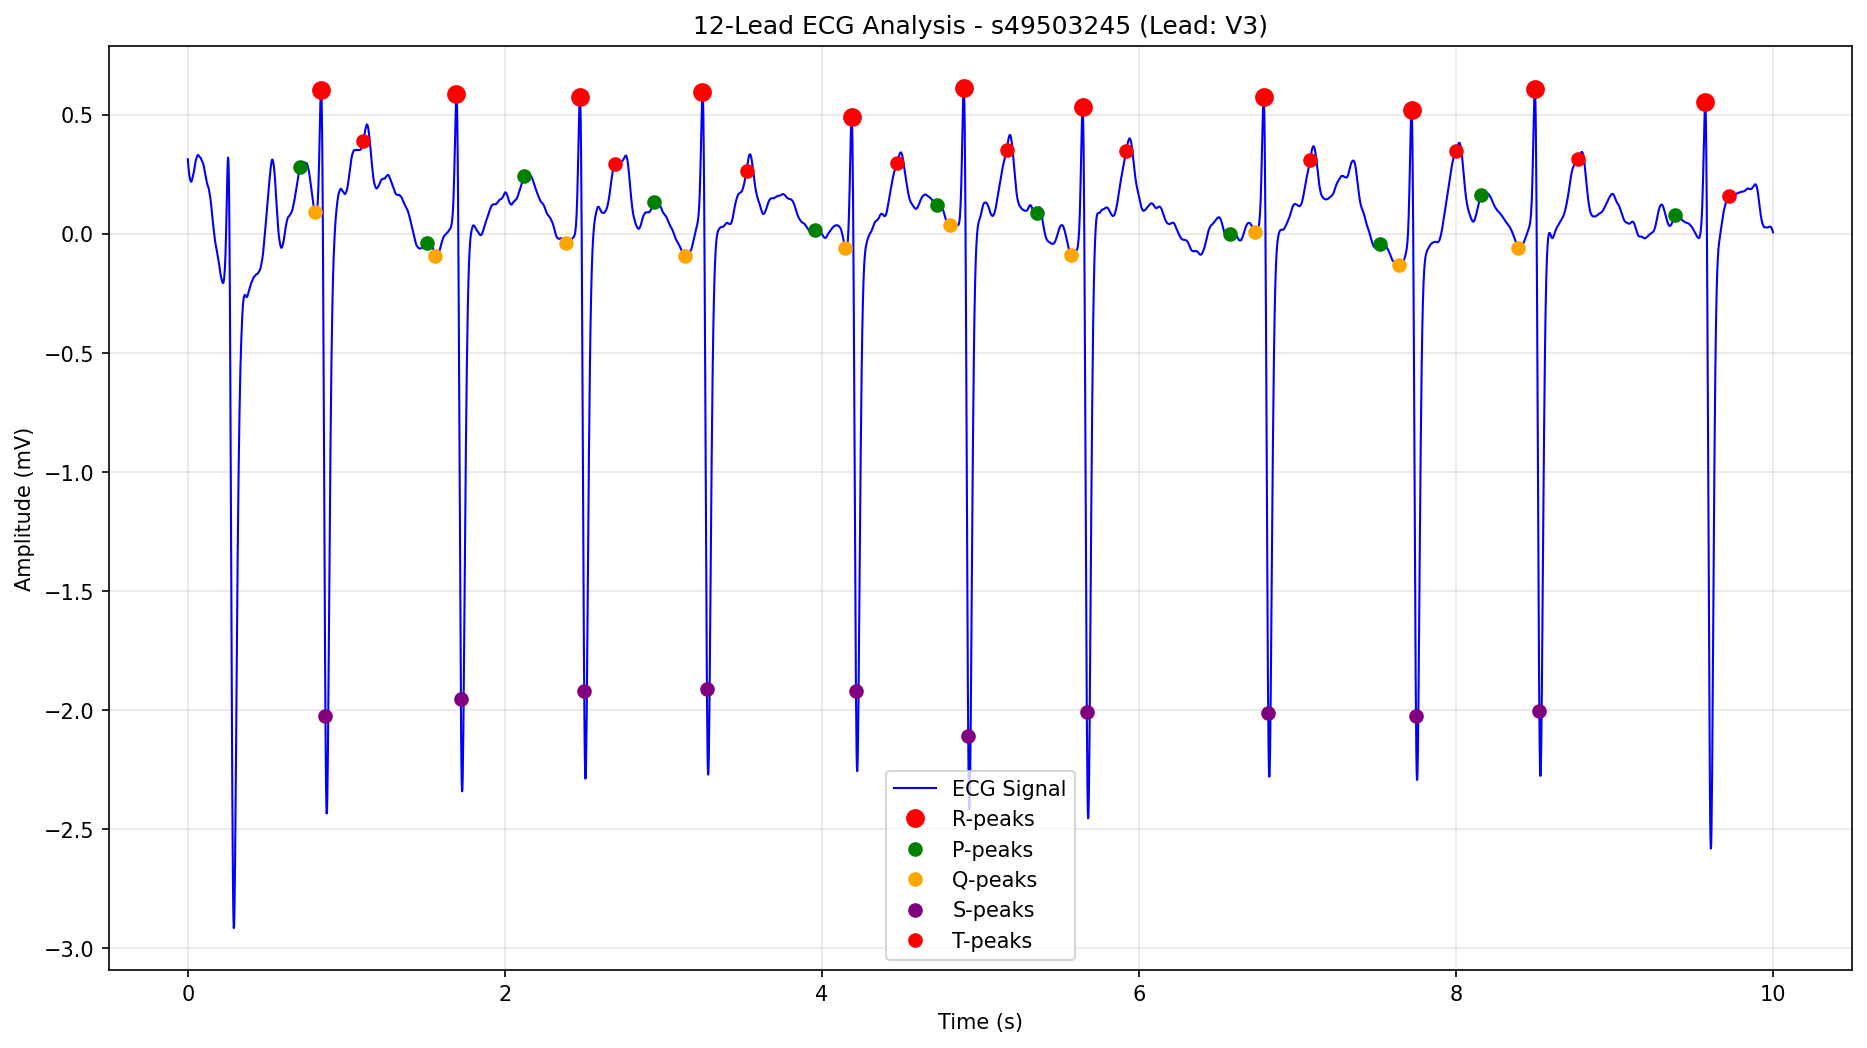 12-Lead ECG Analysis - s49503245 (Lead: V3)
Amplitude (mV)
0.5
0.0
−0.5
−1.0
−1.5
−2.0
−2.5
−3.0
ECG Signal
R-peaks
P-peaks
Q-peaks
S-peaks
T-peaks
0 2 4 6 8 10
Time (s)